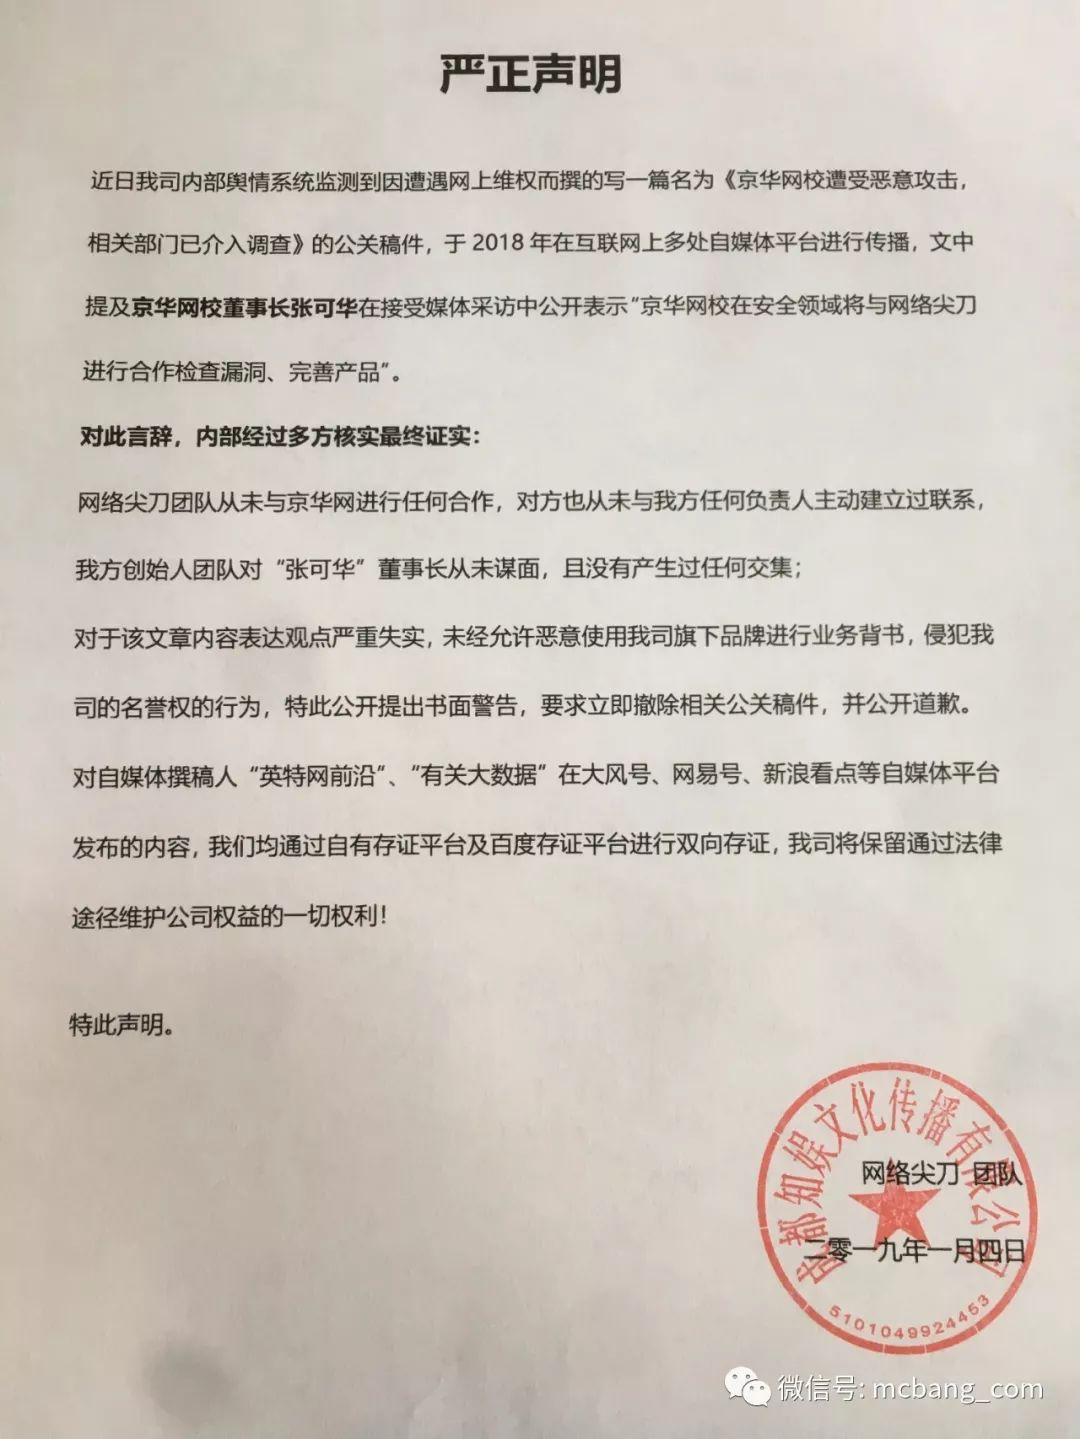 严正声明
近日我司内部舆情系统监测到因遭遇网上维权而撰的写一篇名为《京华网校遭受恶意攻击，
相关部门已介入调查》的公关稿件，于 2018 年在互联网上多处自媒体平台进行传播，文中
提及京华网校董事长张可华在接受媒体采访中公开表示“京华网校在安全领域将与网络尖刀
进行合作检查漏洞、完善产品”。
对此言辞，内部经过多方核实最终证实：
网络尖刀团队从未与京华网进行任何合作，对方也从未与我方任何负责人主动建立过联系，
我方创始人团队对“张可华”董事长从未谋面，且没有产生过任何交集；
对于该文章内容表达观点严重失实，未经允许恶意使用我司旗下品牌进行业务背书，侵犯我
司的名誉权的行为，特此公开提出书面警告，要求立即撤除相关公关稿件，并公开道歉。
对自媒体撰稿人“英特网前沿”、“有关大数据”在大风号、网易号、新浪看点等自媒体平台
发布的内容，我们均通过自有存证平台及百度存证平台进行双向存证，我司将保留通过法律
途径维护公司权益的一切权利！
特此声明。
成都知娱文化传播有限公司
网络尖刀 团队
二零一九年一月四日
5101049924453
微信号: mcbang_com